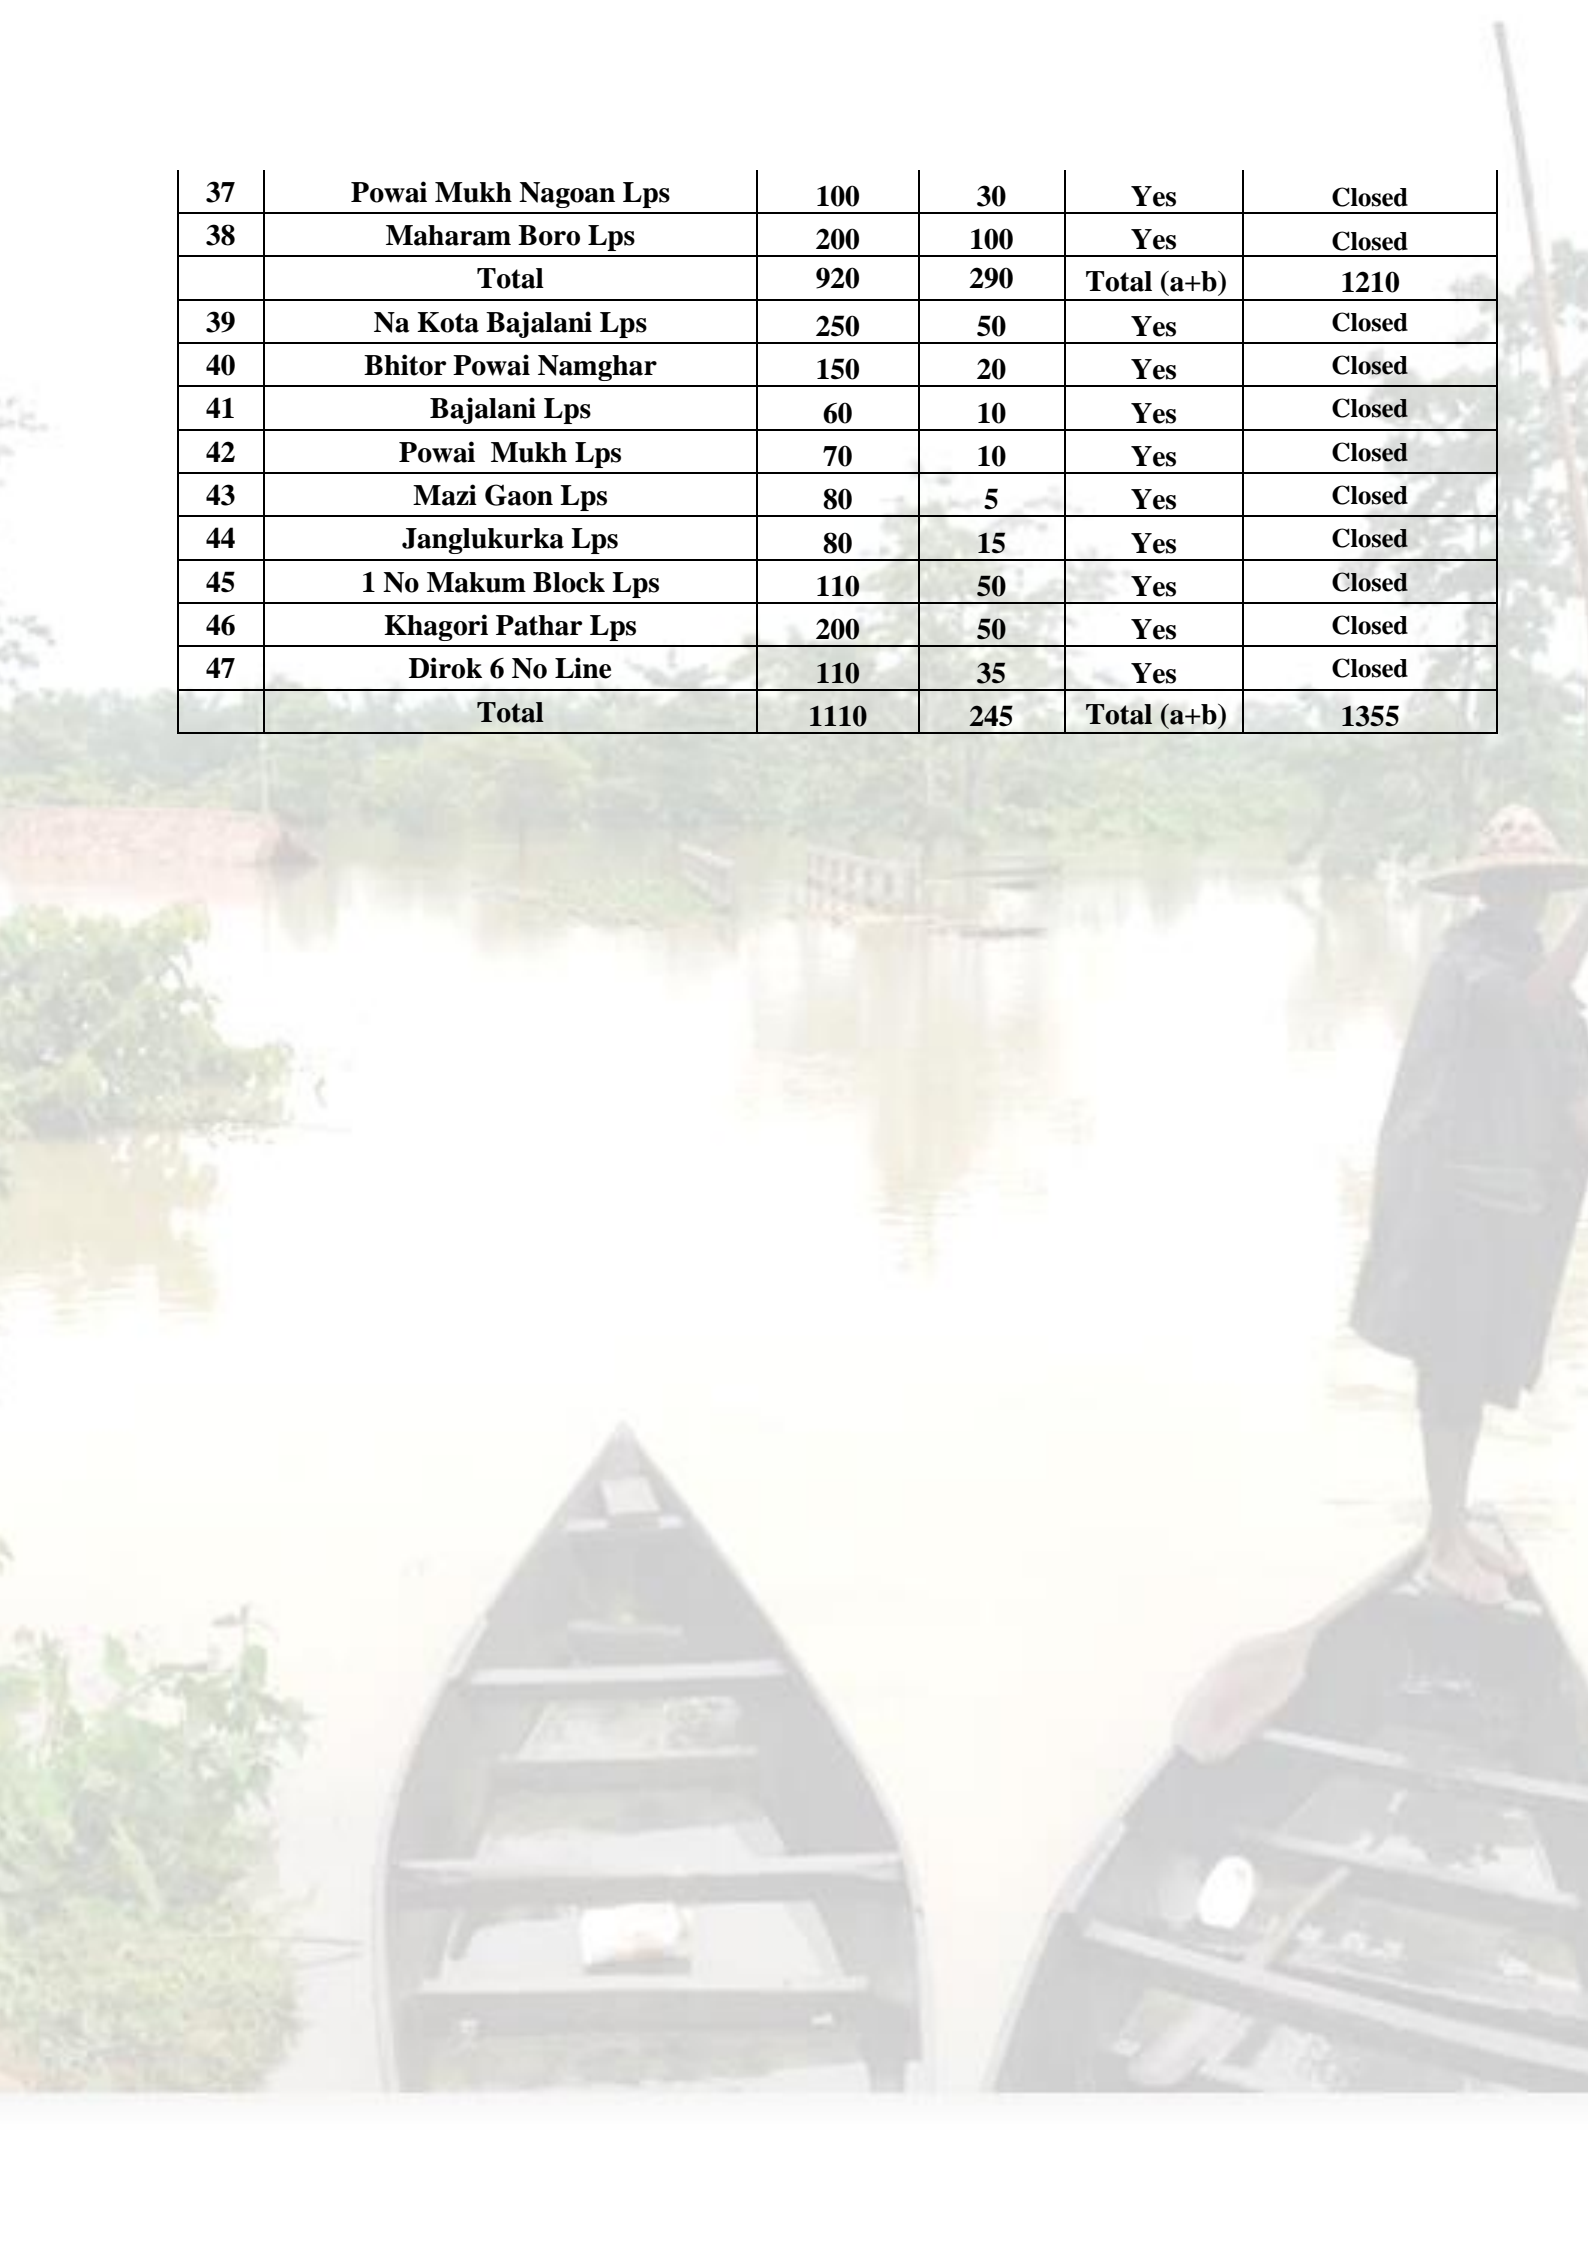 37 Powai Mukh Nagoan Lps 100 30 Yes Closed
38 Maharam Boro Lps 200 100 Yes Closed
Total 920 290 Total (a+b) 1210
39 Na Kota Bajalani Lps 250 50 Yes Closed
40 Bhitor Powai Namghar 150 20 Yes Closed
41 Bajalani Lps 60 10 Yes Closed
42 Powai  Mukh Lps 70 10 Yes Closed
43 Mazi Gaon Lps 80 5 Yes Closed
44 Janglukurka Lps 80 15 Yes Closed
45 1 No Makum Block Lps 110 50 Yes Closed
46 Khagori Pathar Lps 200 50 Yes Closed
47 Dirok 6 No Line 110 35 Yes Closed
Total 1110 245 Total (a+b) 1355